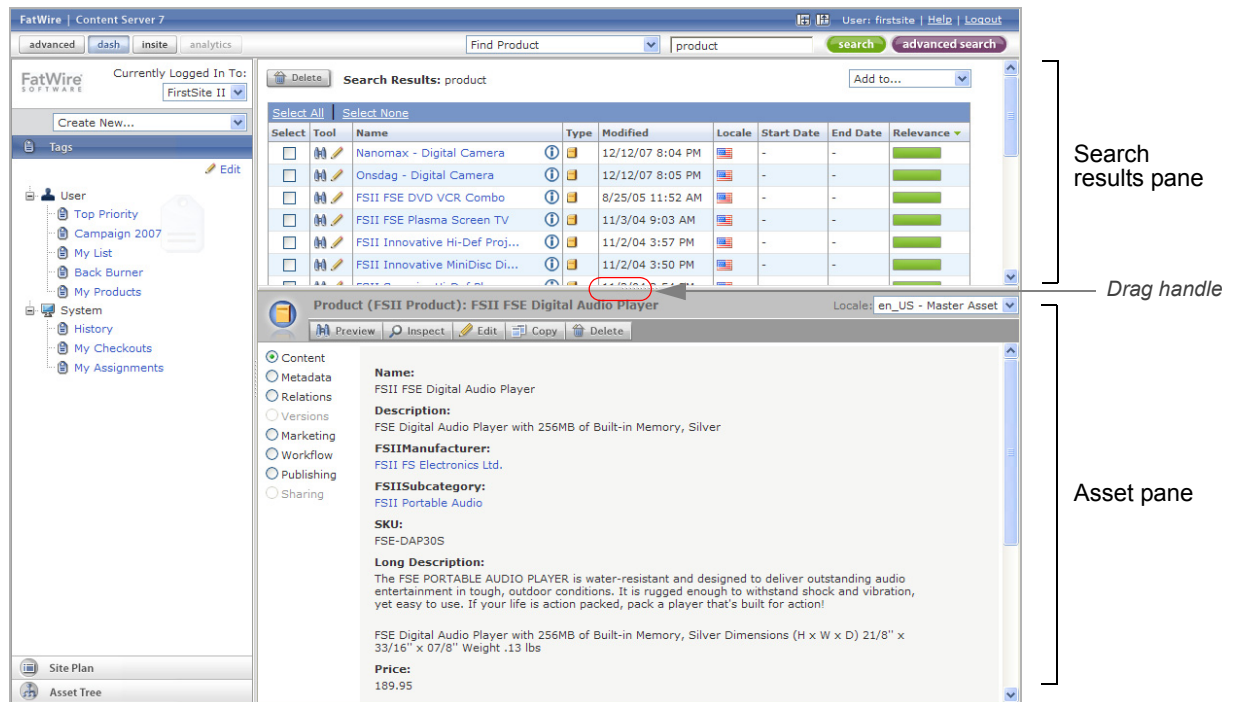 FatWire | Content Server 7
User: firstsite | Help | Logout
advanced dash insite analytics
Find Product
product
search
advanced search
FatWire
SOFTWARE
Currently Logged In To:
FirstSite II
Create New...
Tags
Edit
User
Top Priority
Campaign 2007
My List
Back Burner
My Products
System
History
My Checkouts
My Assignments
Site Plan
Asset Tree
Delete
Search Results: product
Add to...
Select All | Select None
Select Tool Name Type Modified Locale Start Date End Date Relevance
Nanomax - Digital Camera 12/12/07 8:04 PM - -
Onsdag - Digital Camera 12/12/07 8:05 PM - -
FSII FSE DVD VCR Combo 8/25/05 11:52 AM - -
FSII FSE Plasma Screen TV 11/3/04 9:03 AM - -
FSII Innovative Hi-Def Proj... 11/2/04 3:57 PM - -
FSII Innovative MiniDisc Di... 11/2/04 3:50 PM - -
Product (FSII Product): FSII FSE Digital Audio Player
Locale: en_US - Master Asset
Preview Inspect Edit Copy Delete
Content
Metadata
Relations
Versions
Marketing
Workflow
Publishing
Sharing
Name:
FSII FSE Digital Audio Player
Description:
FSE Digital Audio Player with 256MB of Built-in Memory, Silver
FSIIManufacturer:
FSII FS Electronics Ltd.
FSIISubcategory:
FSII Portable Audio
SKU:
FSE-DAP30S
Long Description:
The FSE PORTABLE AUDIO PLAYER is water-resistant and designed to deliver outstanding audio
entertainment in tough, outdoor conditions. It is rugged enough to withstand shock and vibration,
yet easy to use. If your life is action packed, pack a player that's built for action!
FSE Digital Audio Player with 256MB of Built-in Memory, Silver Dimensions (H x W x D) 21/8" x
33/16" x 07/8" Weight .13 lbs
Price:
189.95
Search
results pane
Drag handle
Asset pane